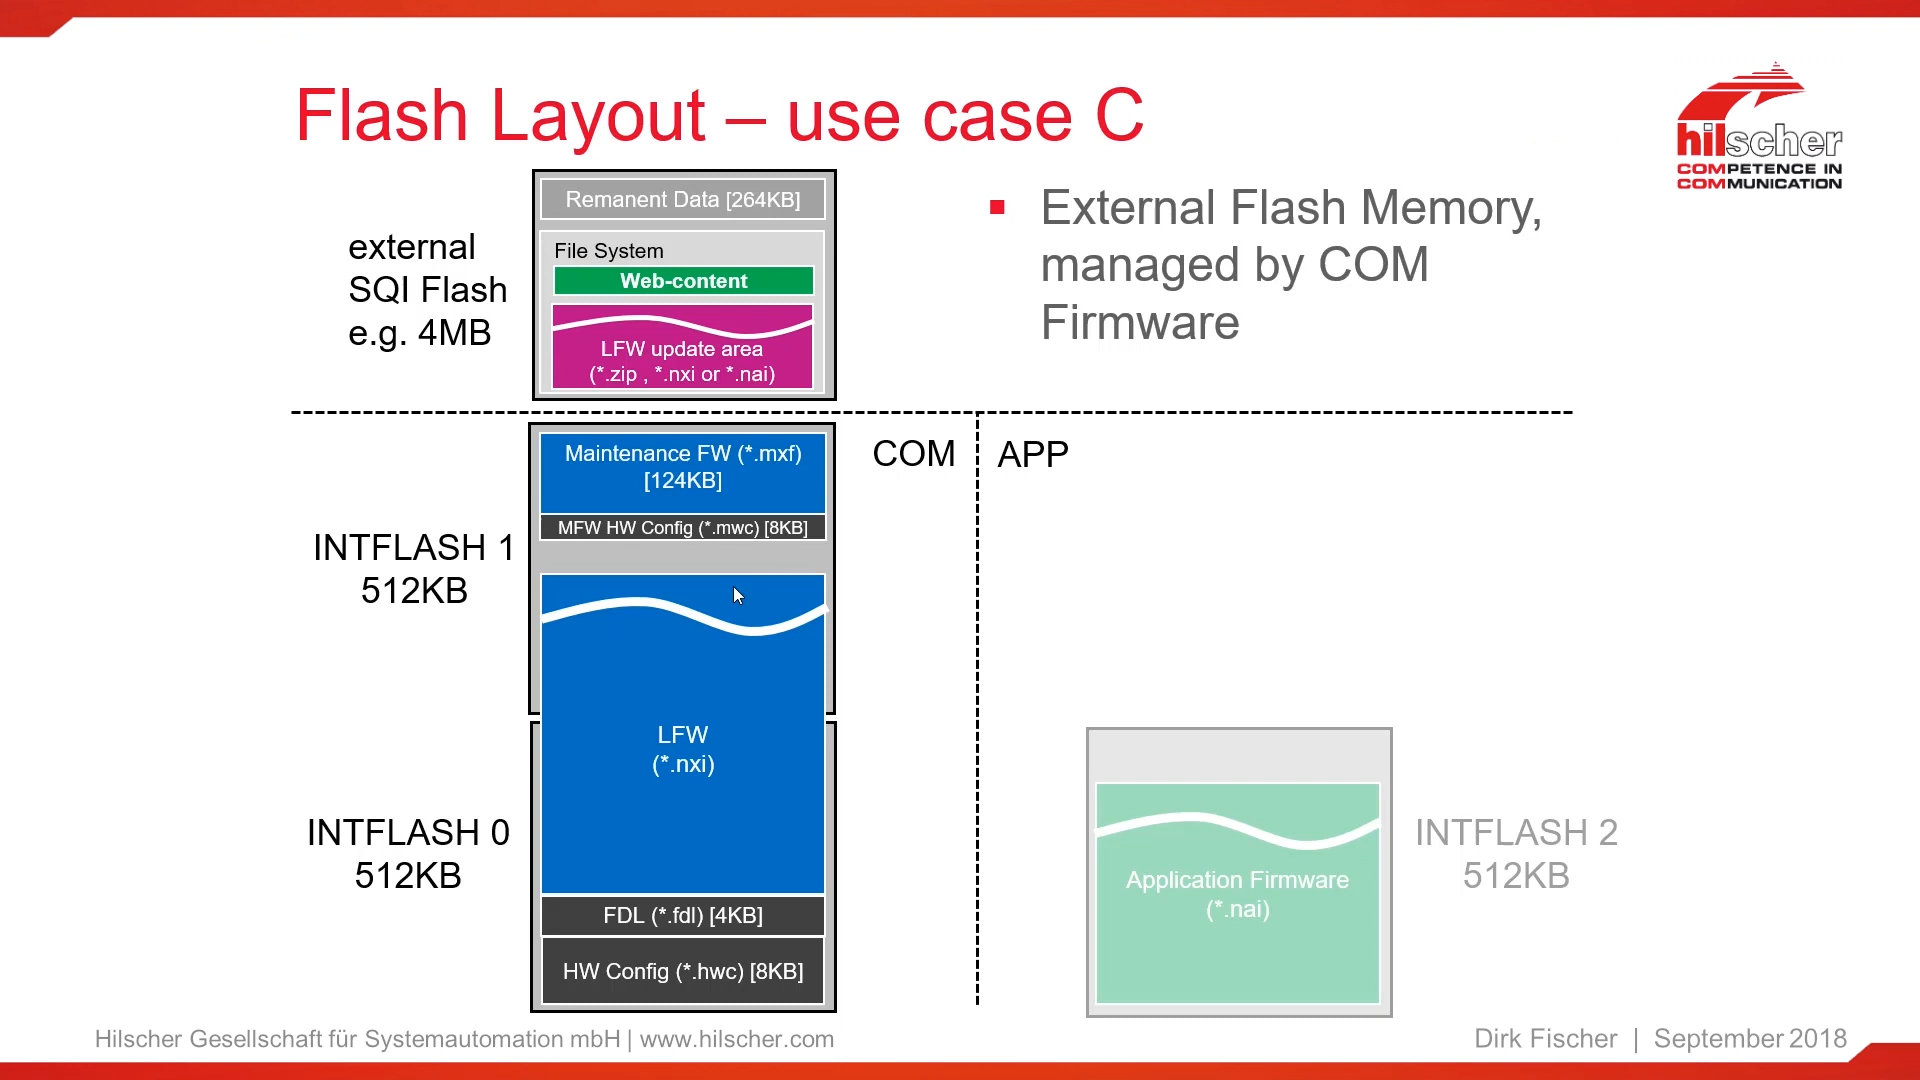 Flash Layout – use case C
hilscher
COMPETENCE IN
COMMUNICATION
Remanent Data [264KB]
external
SQI Flash
e.g. 4MB
File System
Web-content
LFW update area
(*.zip , *.nxi or *.nai)
External Flash Memory,
managed by COM
Firmware
COM
APP
Maintenance FW (*.mxf)
[124KB]
MFW HW Config (*.mwc) [8KB]
INTFLASH 1
512KB
LFW
(*.nxi)
INTFLASH 0
512KB
FDL (*.fdl) [4KB]
HW Config (*.hwc) [8KB]
Application Firmware
(*.nai)
INTFLASH 2
512KB
Hilscher Gesellschaft für Systemautomation mbH | www.hilscher.com
Dirk Fischer | September 2018